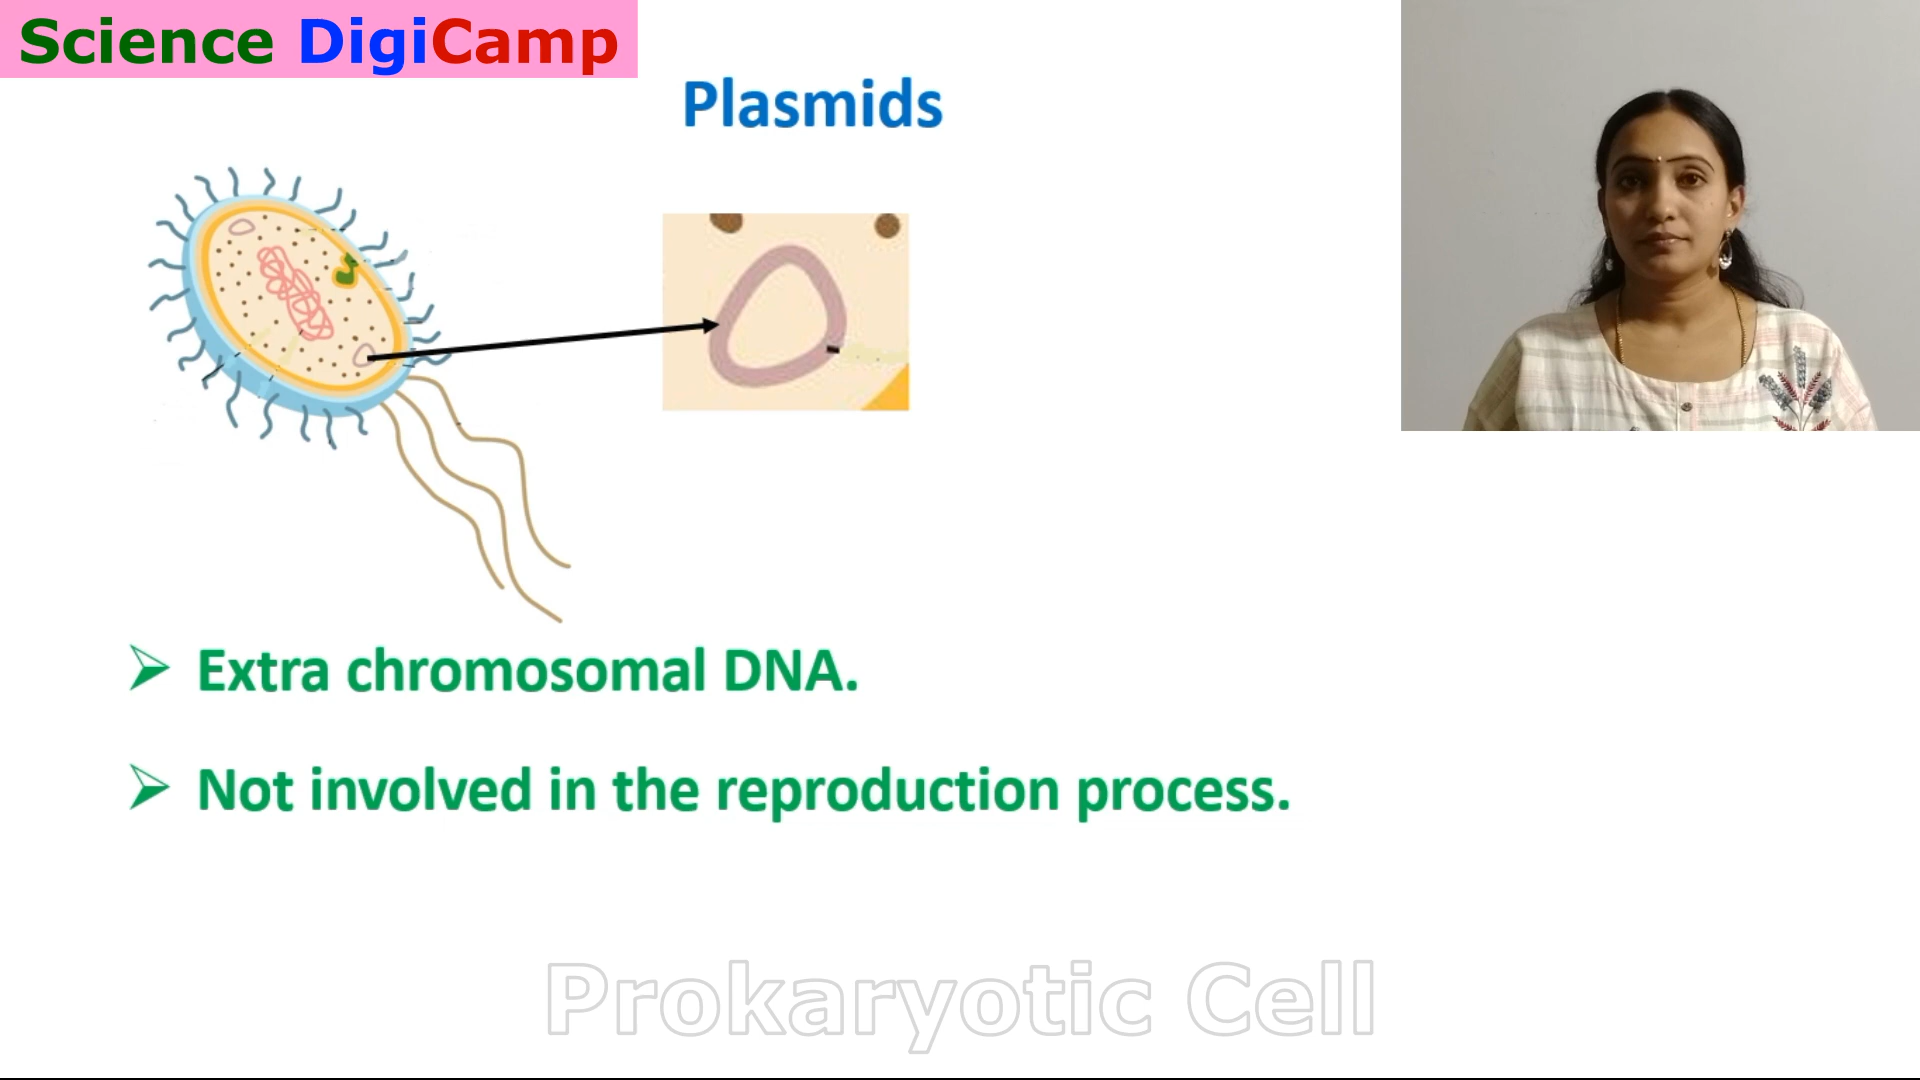 Science DigiCamp
Plasmids
Extra chromosomal DNA.
Not involved in the reproduction process.
Prokaryotic Cell